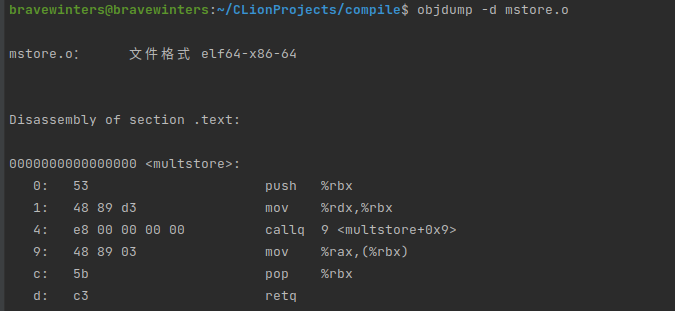 bravewinters@bravewinters:~/CLionProjects/compile$ objdump -d mstore.o
mstore.o：     文件格式 elf64-x86-64
Disassembly of section .text:
0000000000000000 <multstore>:
   0:	53                   	push   %rbx
   1:	48 89 d3             	mov    %rdx,%rbx
   4:	e8 00 00 00 00       	callq  9 <multstore+0x9>
   9:	48 89 03             	mov    %rax,(%rbx)
   c:	5b                   	pop    %rbx
   d:	c3                   	retq